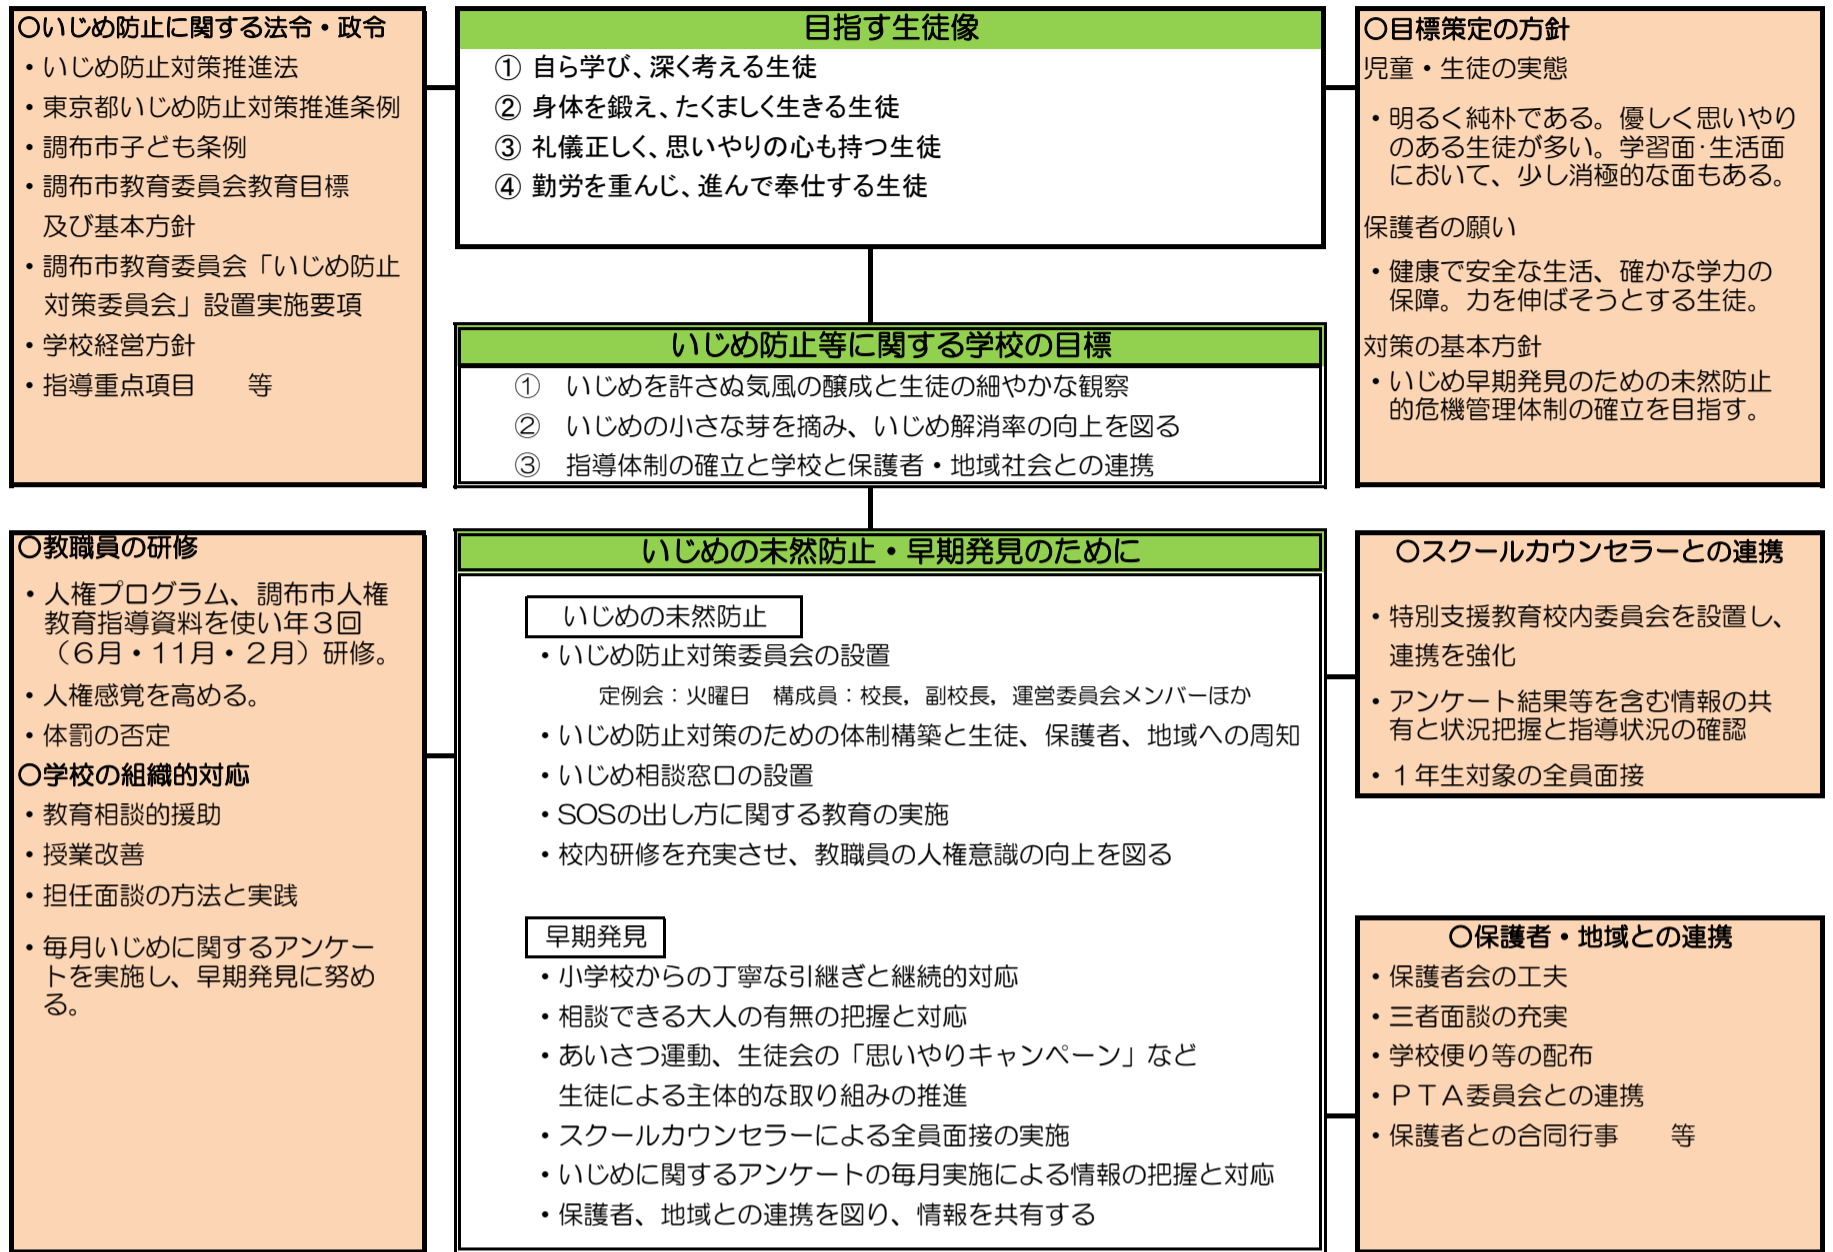 〇いじめ防止に関する法令・政令
・いじめ防止対策推進法
・東京都いじめ防止対策推進条例
・調布市子ども条例
・調布市教育委員会教育目標
及び基本方針
・調布市教育委員会「いじめ防止
対策委員会」設置実施要項
・学校経営方針
・指導重点項目　　等
目指す生徒像
① 自ら学び、深く考える生徒
② 身体を鍛え、たくましく生きる生徒
③ 礼儀正しく、思いやりの心も持つ生徒
④ 勤労を重んじ、進んで奉仕する生徒
〇目標策定の方針
児童・生徒の実態
・明るく純朴である。優しく思いやり
のある生徒が多い。学習面･生活面
において、少し消極的な面もある。
保護者の願い
・健康で安全な生活、確かな学力の
保障。力を伸ばそうとする生徒。
対策の基本方針
・いじめ早期発見のための未然防止
的危機管理体制の確立を目指す。
いじめ防止等に関する学校の目標
①　いじめを許さぬ気風の醸成と生徒の細やかな観察
②　いじめの小さな芽を摘み、いじめ解消率の向上を図る
③　指導体制の確立と学校と保護者・地域社会との連携
〇教職員の研修
・人権プログラム、調布市人権
教育指導資料を使い年３回
（６月・11月・２月）研修。
・人権感覚を高める。
・体罰の否定
〇学校の組織的対応
・教育相談的援助
・授業改善
・担任面談の方法と実践
・毎月いじめに関するアンケー
トを実施し、早期発見に努め
る。
いじめの未然防止・早期発見のために
いじめの未然防止
・いじめ防止対策委員会の設置
定例会：火曜日　構成員：校長，副校長，運営委員会メンバーほか
・いじめ防止対策のための体制構築と生徒、保護者、地域への周知
・いじめ相談窓口の設置
・SOSの出し方に関する教育の実施
・校内研修を充実させ、教職員の人権意識の向上を図る
早期発見
・小学校からの丁寧な引継ぎと継続的対応
・相談できる大人の有無の把握と対応
・あいさつ運動、生徒会の「思いやりキャンペーン」など
生徒による主体的な取り組みの推進
・スクールカウンセラーによる全員面接の実施
・いじめに関するアンケートの毎月実施による情報の把握と対応
・保護者、地域との連携を図り、情報を共有する
〇スクールカウンセラーとの連携
・特別支援教育校内委員会を設置し、
連携を強化
・アンケート結果等を含む情報の共
有と状況把握と指導状況の確認
・１年生対象の全員面接
〇保護者・地域との連携
・保護者会の工夫
・三者面談の充実
・学校便り等の配布
・ＰＴＡ委員会との連携
・保護者との合同行事　　等